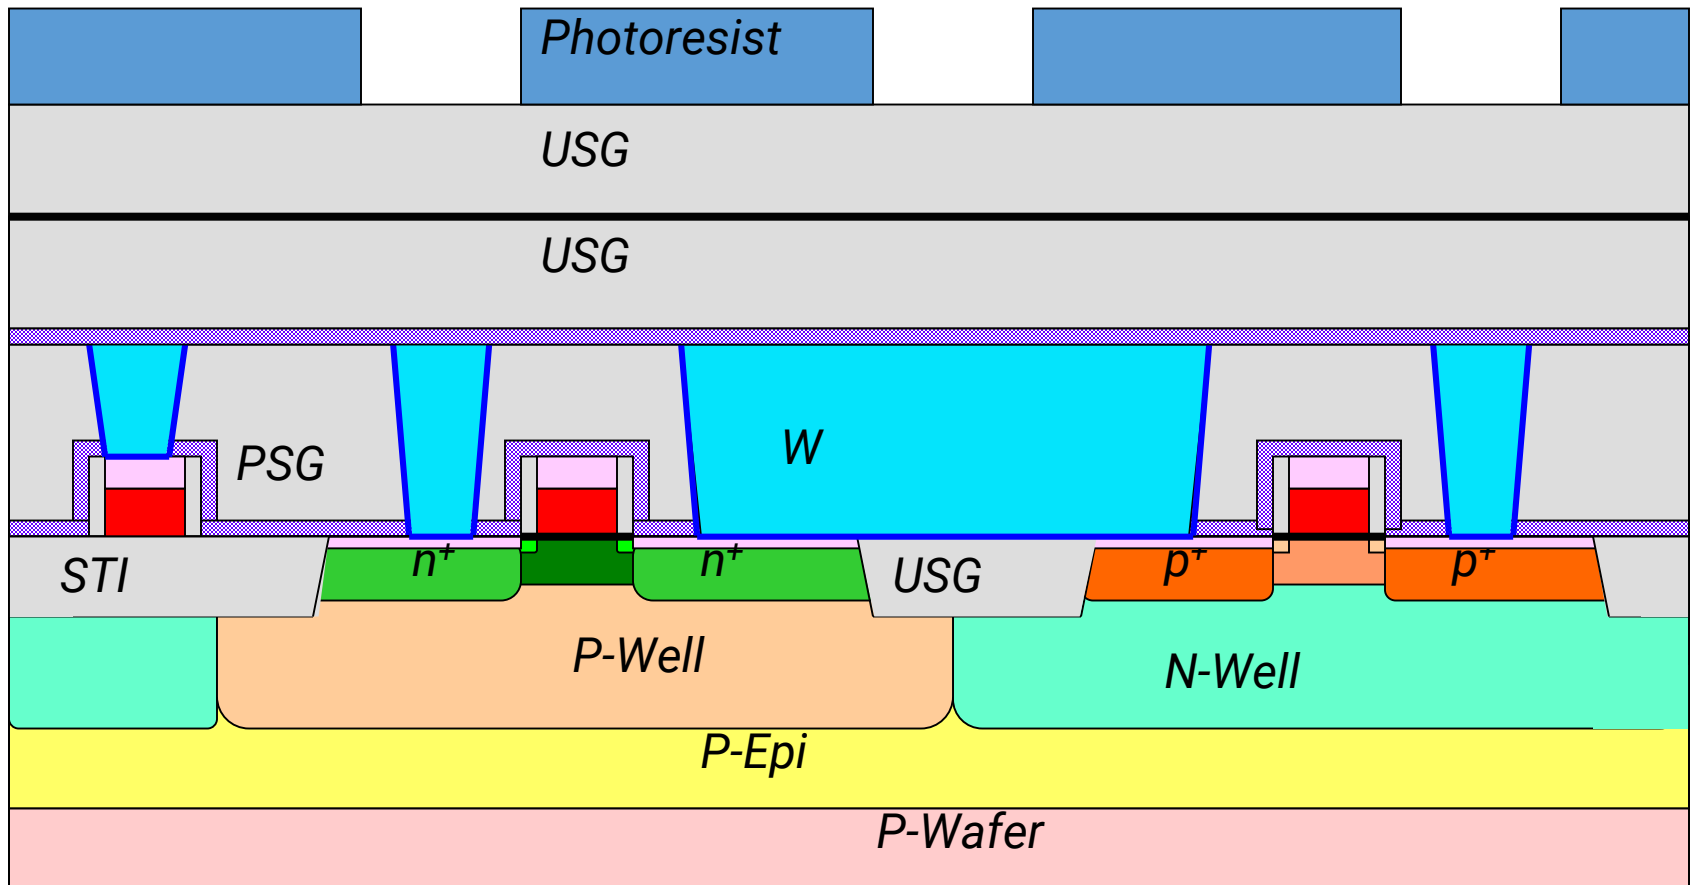 Photoresist
USG
USG
W
PSG
n⁺
n⁺
p⁺
p⁺
STI
USG
P-Well
N-Well
P-Epi
P-Wafer